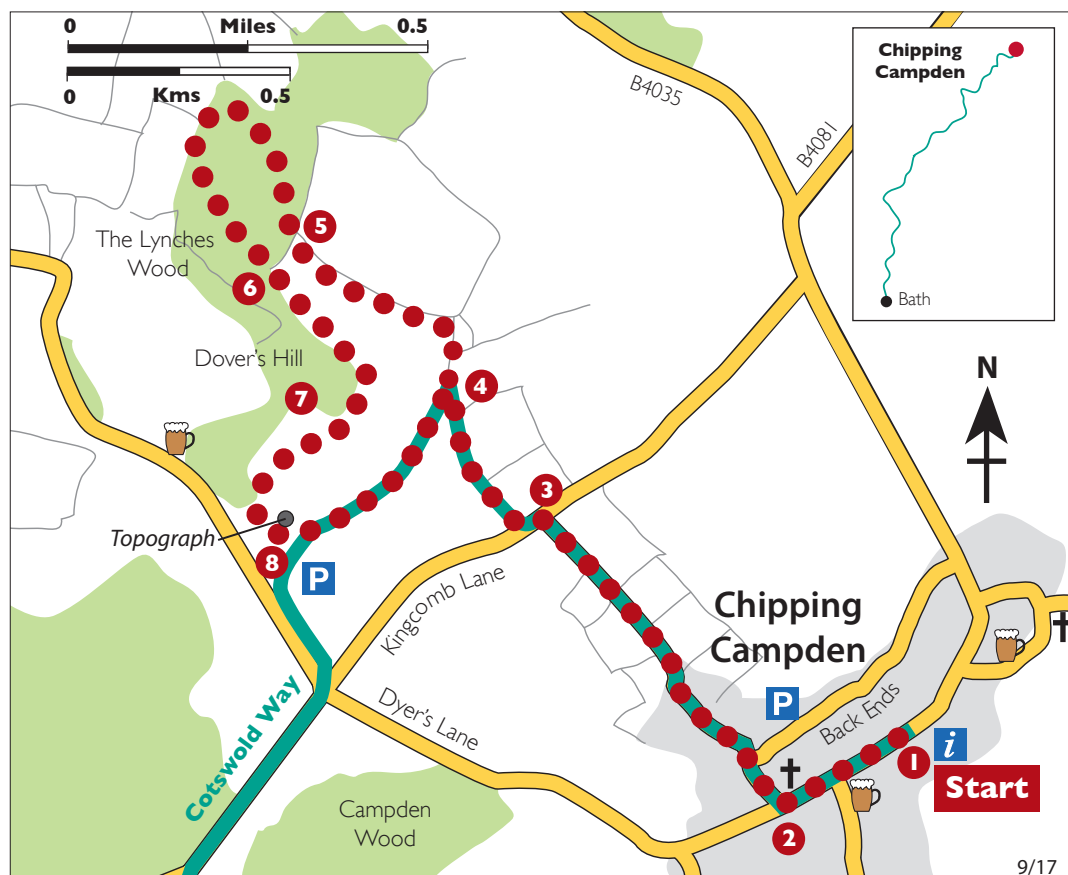 0 Miles 0.5
0 Kms 0.5
B4035
B4081
Chipping
Campden
Bath
The Lynches
Wood
5
6
Dover's Hill
7
4
N
3
Topograph
8
P
Kingcomb Lane
Chipping
Campden
P
Back Ends
Dyer's Lane
Cotswold Way
1
i
Start
2
Campden
Wood
9/17